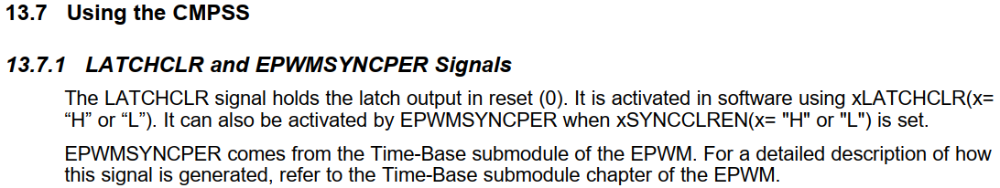 13.7 Using the CMPSS
13.7.1 LATCHCLR and EPWMSYNCPER Signals
The LATCHCLR signal holds the latch output in reset (0). It is activated in software using xLATCHCLR(x=
“H” or “L”). It can also be activated by EPWMSYNCPER when xSYNCCLREN(x= "H" or "L") is set.
EPWMSYNCPER comes from the Time-Base submodule of the EPWM. For a detailed description of how
this signal is generated, refer to the Time-Base submodule chapter of the EPWM.